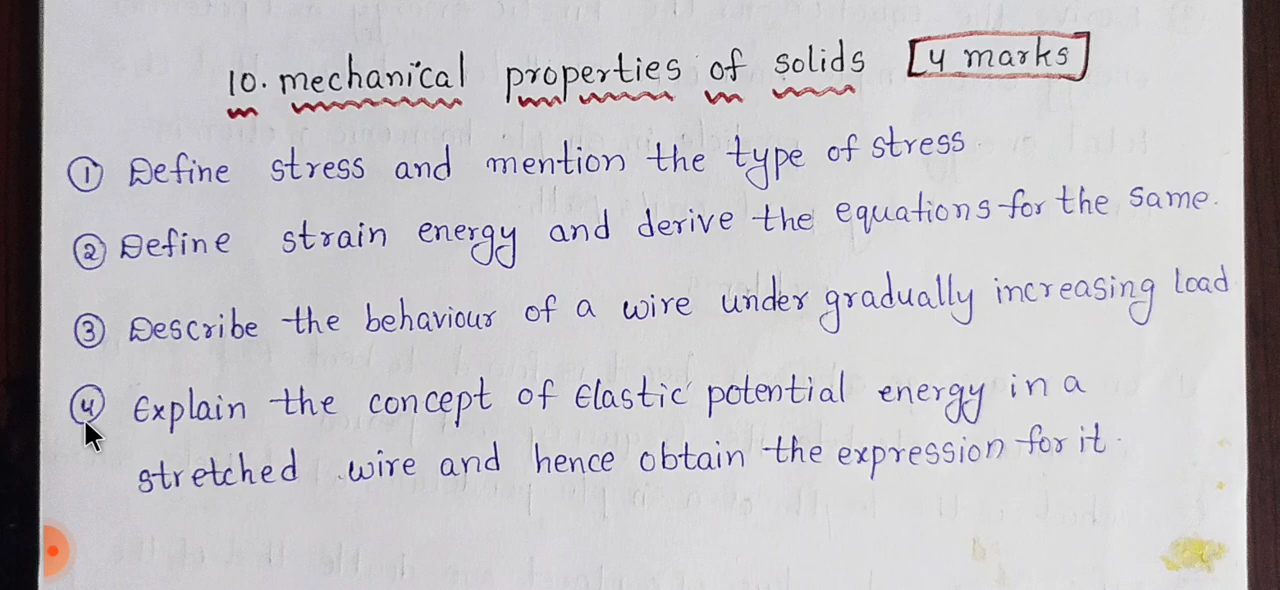 10. mechanical properties of solids [4 marks]
① Define stress and mention the type of stress
② Define strain energy and derive the equations for the same.
③ Describe the behaviour of a wire under gradually increasing load
④ Explain the concept of Elastic potential energy in a
stretched wire and hence obtain the expression for it.